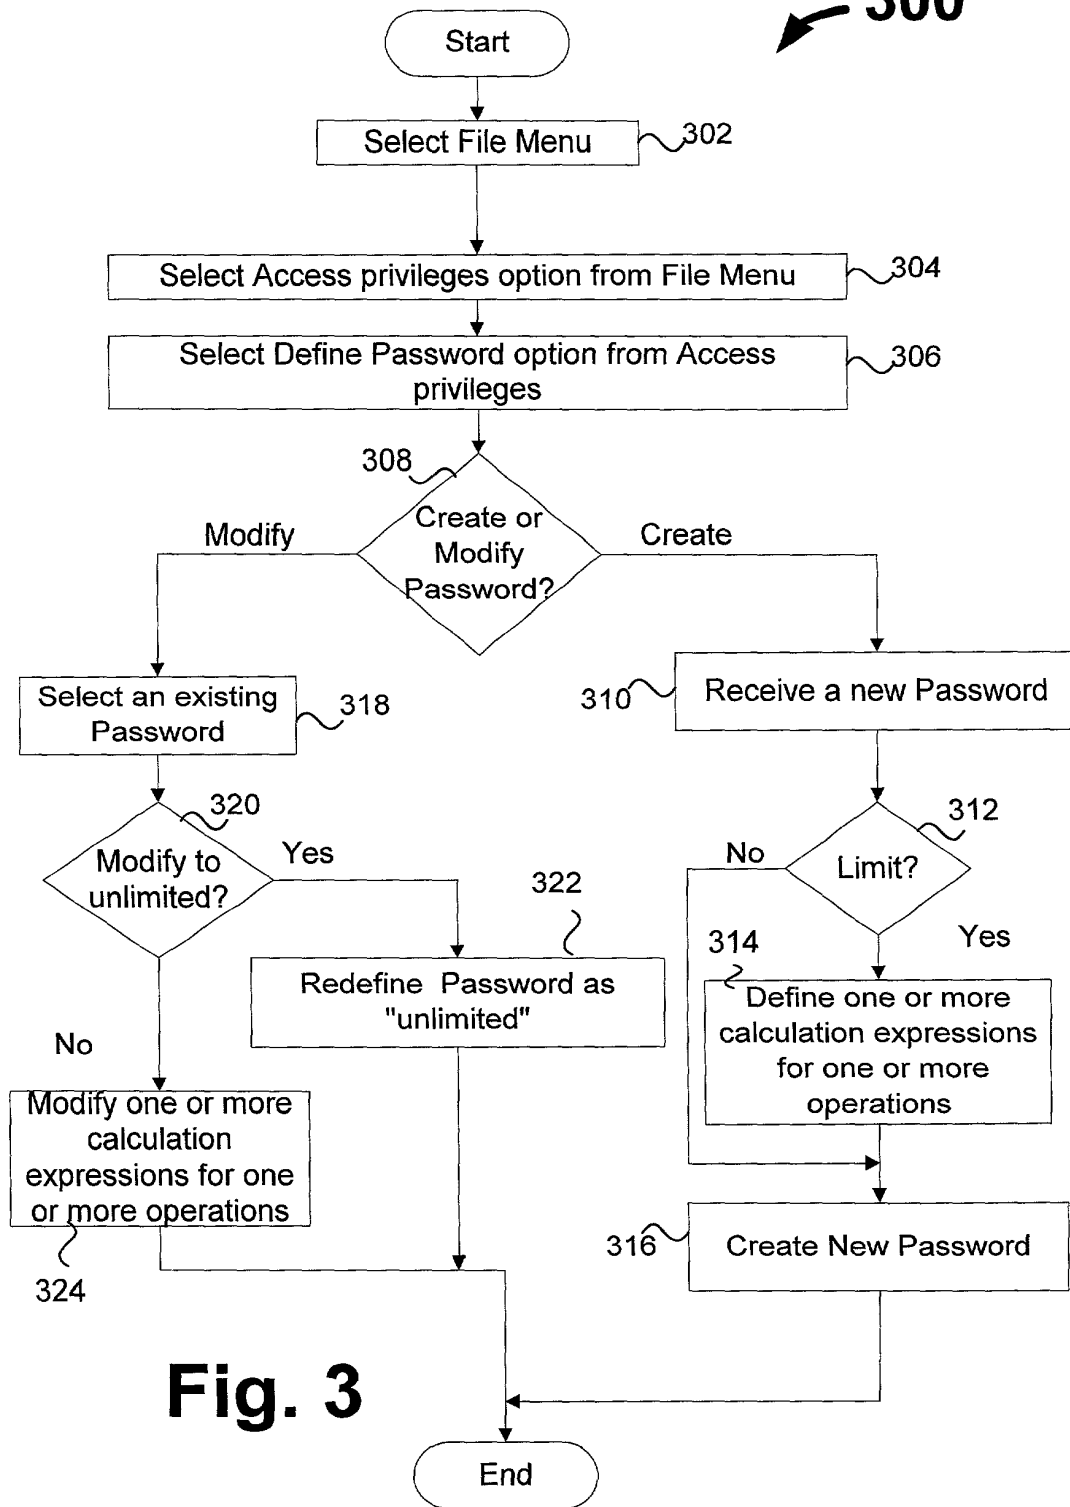 300
Start
Select File Menu
302
Select Access privileges option from File Menu
304
Select Define Password option from Access
privileges
306
308
Create or
Modify
Password?
Modify
Create
Select an existing
Password
318
310
Receive a new Password
320
Modify to
unlimited?
Yes
No
312
Limit?
No
Yes
322
Redefine Password as
"unlimited"
314
Define one or more
calculation expressions
for one or more
operations
Modify one or more
calculation
expressions for one
or more operations
324
316
Create New Password
Fig. 3
End